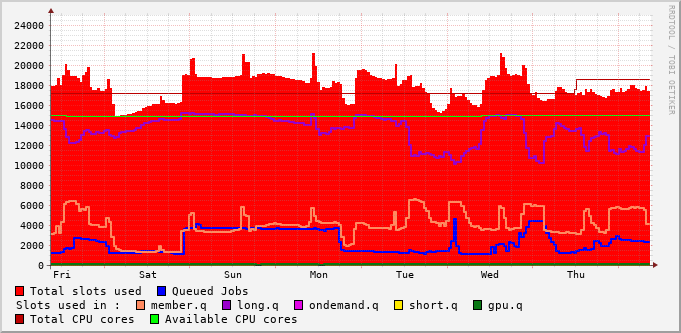 24000
22000
20000
18000
16000
14000
12000
10000
8000
6000
4000
2000
0
Fri Sat Sun Mon Tue Wed Thu
RRDTOOL / TOBI OETIKER
Total slots used Queued Jobs
Slots used in : member.q long.q ondemand.q short.q gpu.q
Total CPU cores Available CPU cores